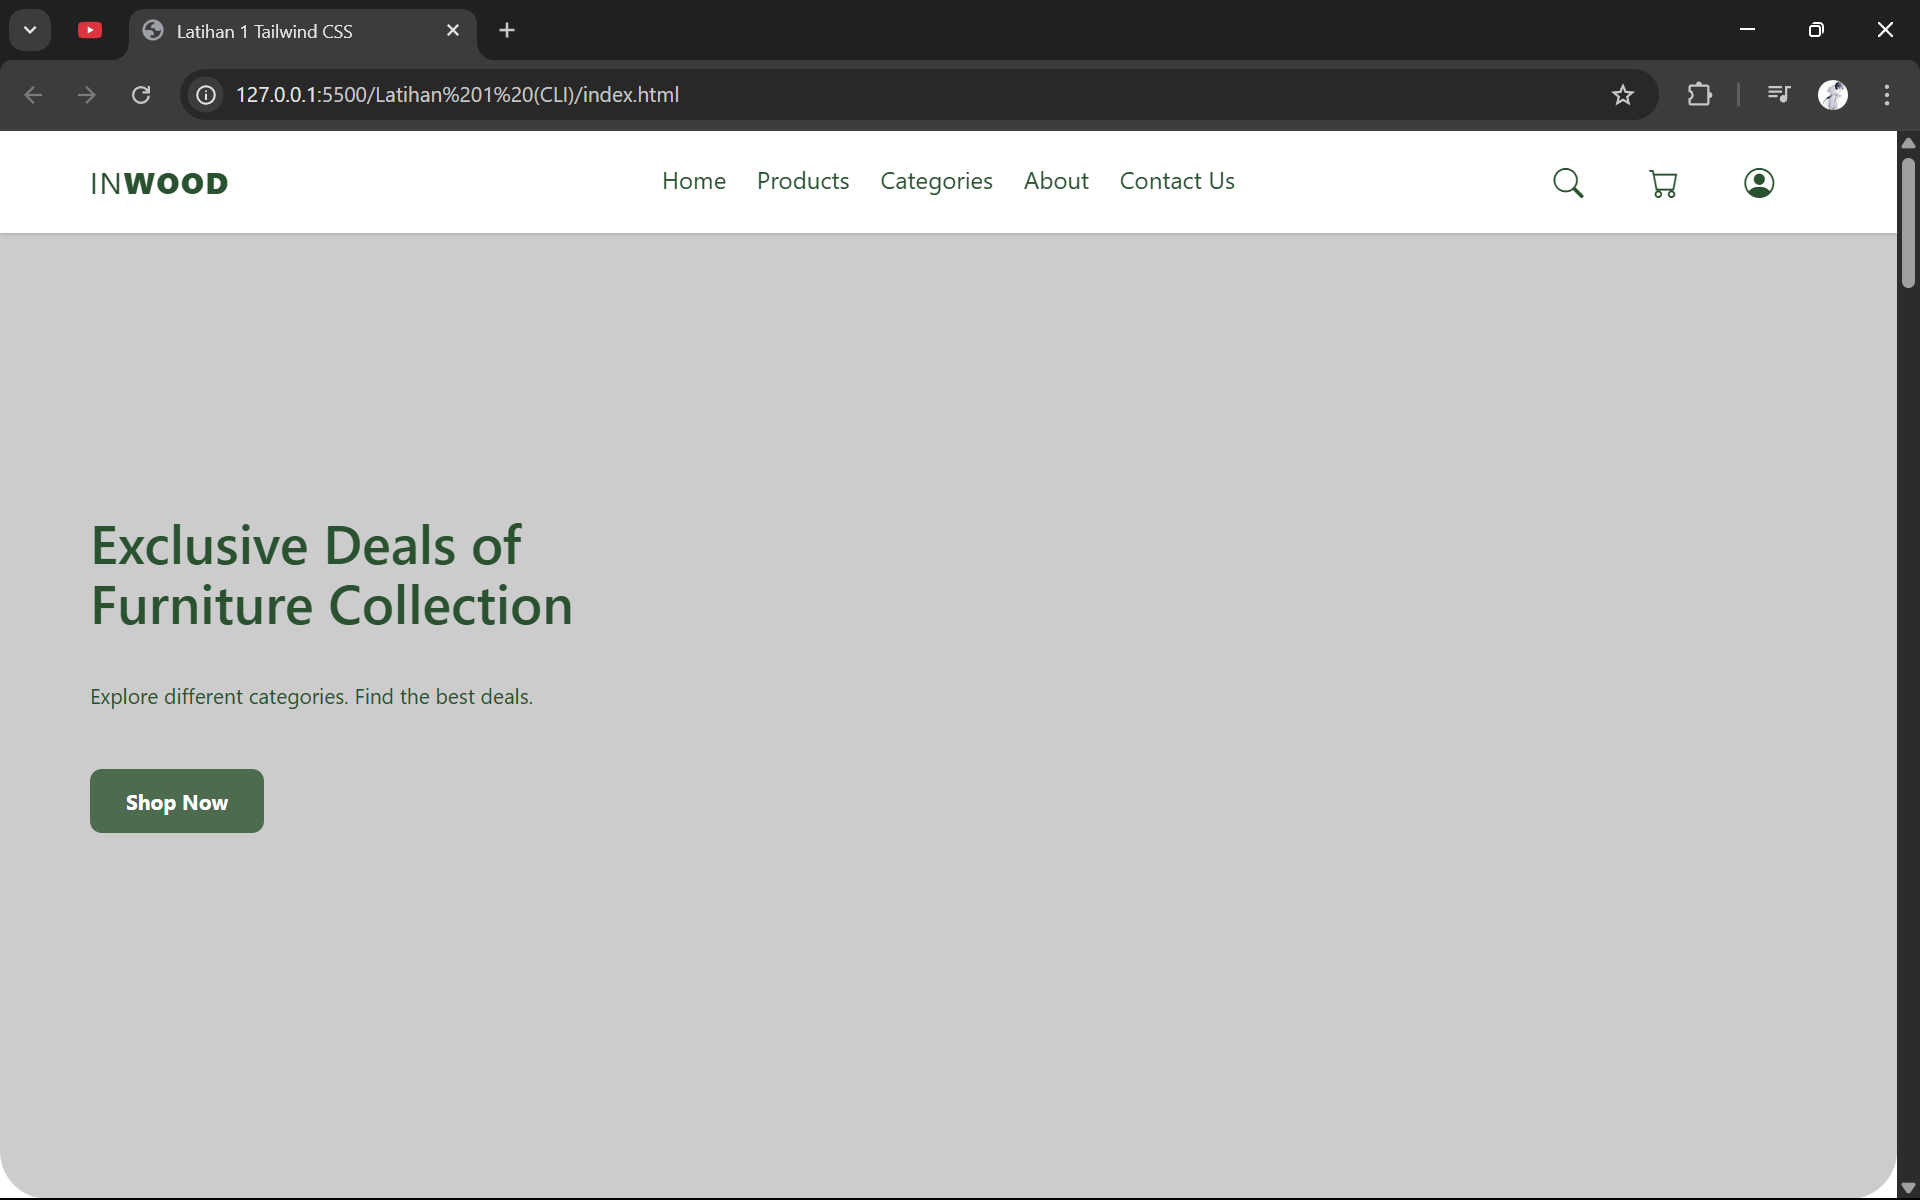 Latihan 1 Tailwind CSS
127.0.0.1:5500/Latihan%201%20(CLI)/index.html
INWOOD
Home Products Categories About Contact Us
Exclusive Deals of
Furniture Collection
Explore different categories. Find the best deals.
Shop Now